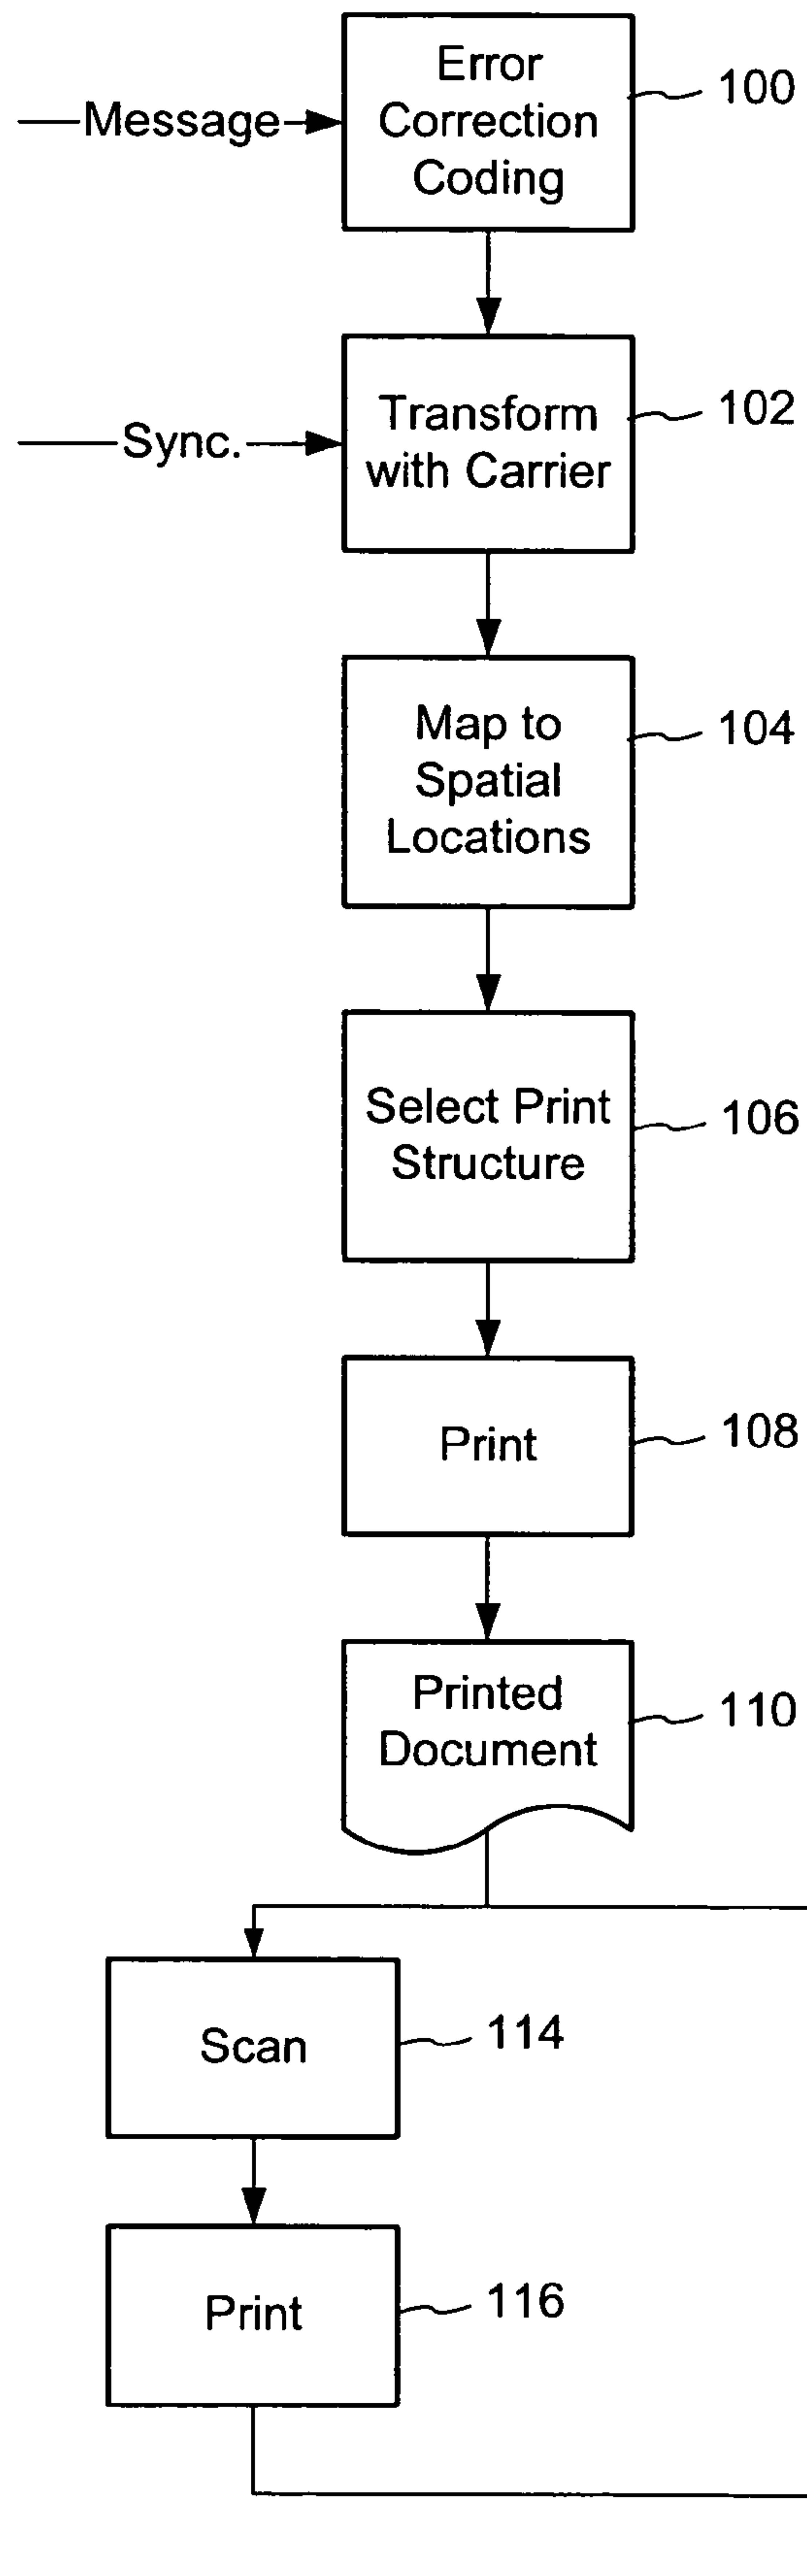 Error
Correction
Coding
100
Message
Transform
with Carrier
102
Sync.
Map to
Spatial
Locations
104
Select Print
Structure
106
Print
108
Printed
Document
110
Scan
114
Print
116